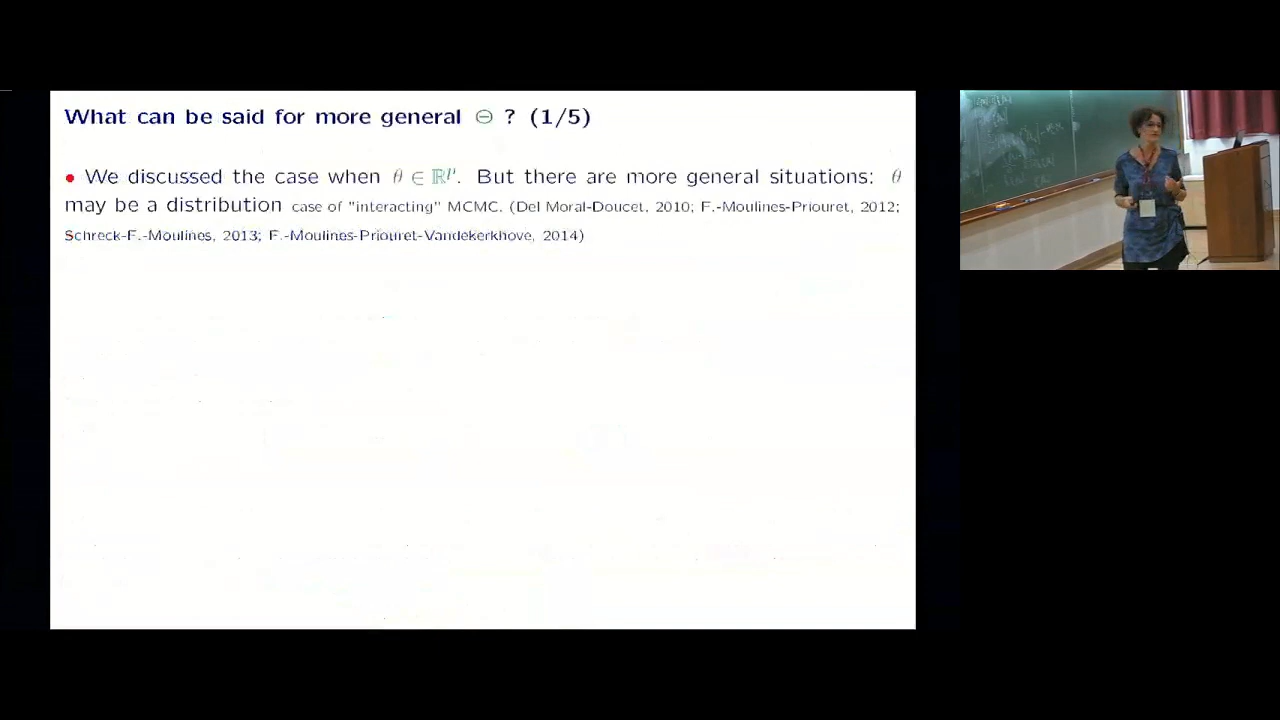 What can be said for more general Θ ? (1/5)
• We discussed the case when θ ∈ ℝᵖ. But there are more general situations: θ
may be a distribution case of "interacting" MCMC. (Del Moral-Doucet, 2010; F.-Moulines-Priouret, 2012;
Schreck-F.-Moulines, 2013; F.-Moulines-Priouret-Vandekerkhove, 2014)